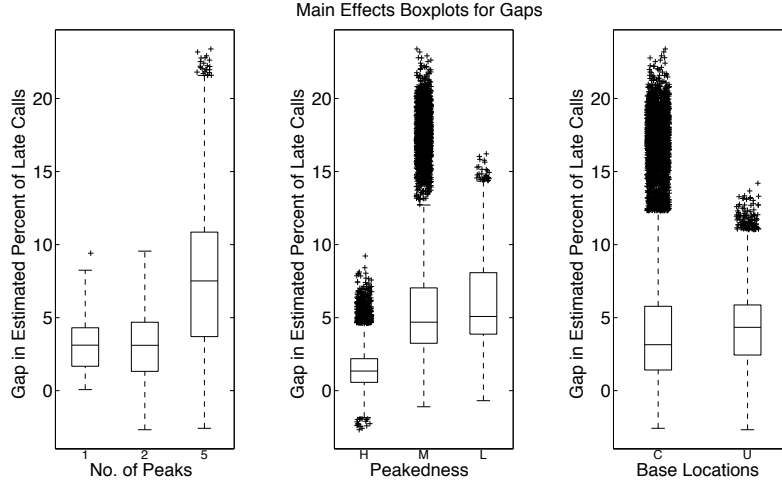 Main Effects Boxplots for Gaps
Gap in Estimated Percent of Late Calls
20
15
10
5
0
1 2 5
No. of Peaks
Gap in Estimated Percent of Late Calls
20
15
10
5
0
H M L
Peakedness
Gap in Estimated Percent of Late Calls
20
15
10
5
0
C U
Base Locations